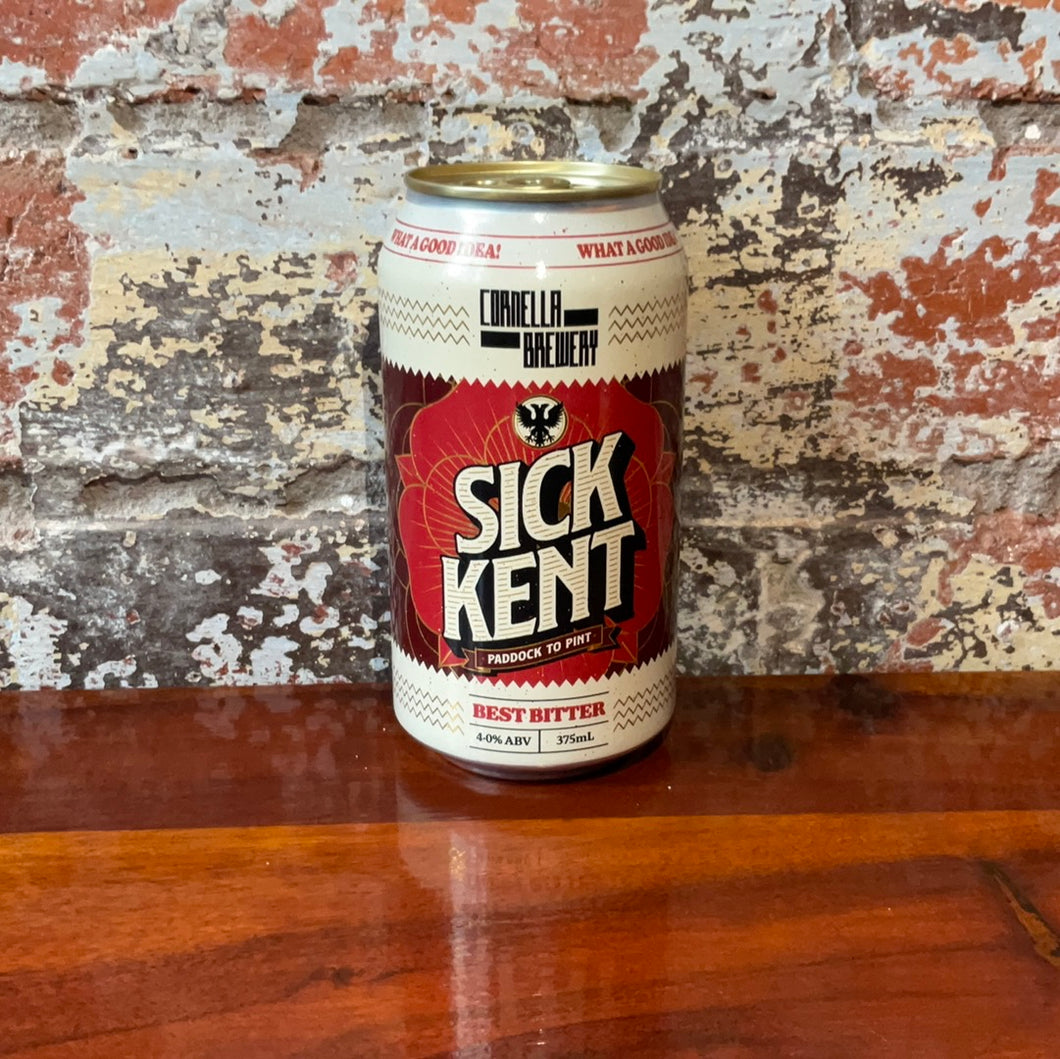 WHAT A GOOD IDEA! WHAT A GOOD IDEA!
CORNELLA
BREWERY
SICK
KENT
PADDOCK TO PINT
BEST BITTER
4·0% ABV 375mL